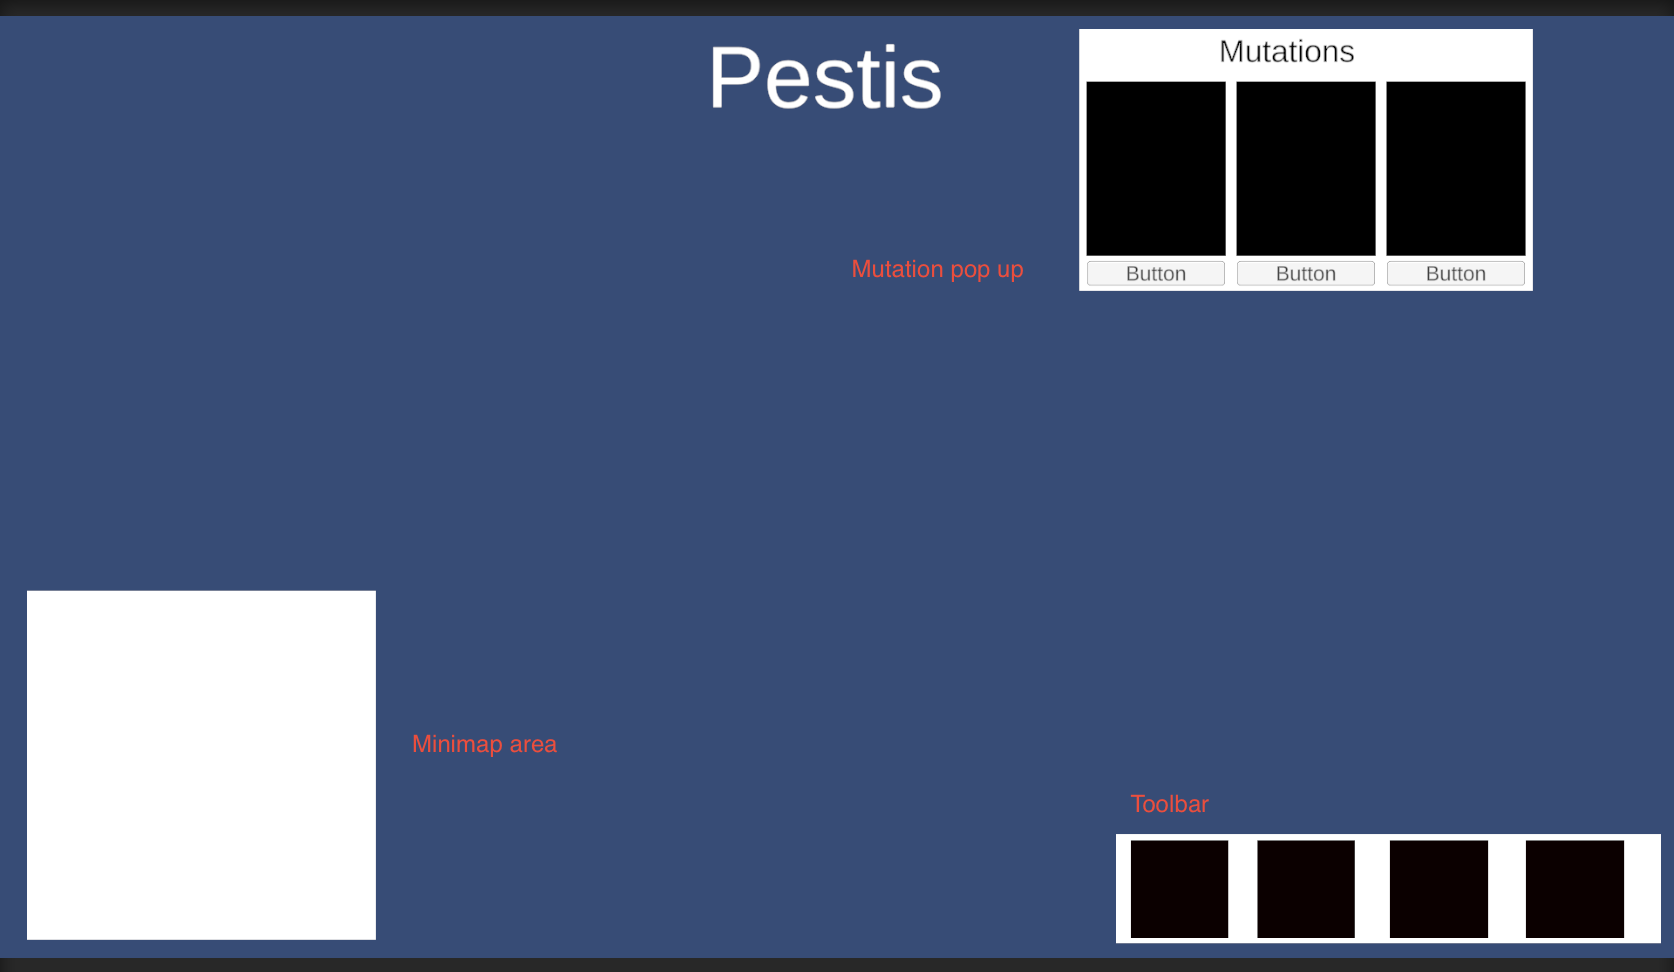 Pestis
Mutations
Mutation pop up
Button Button Button
Minimap area
Toolbar